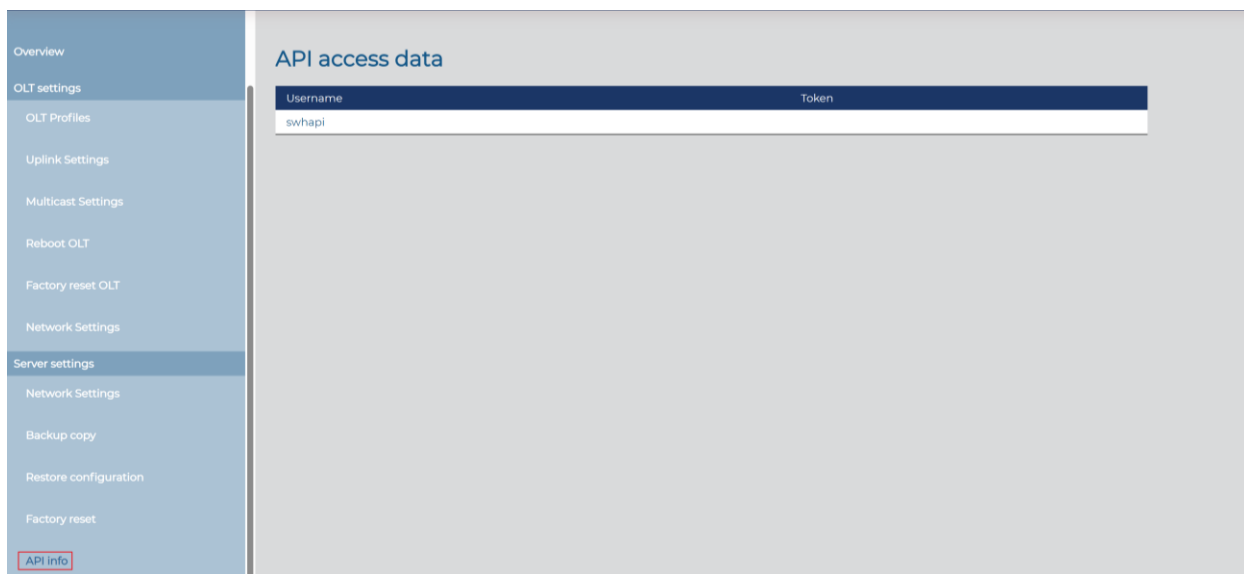 Overview
OLT settings
OLT Profiles
Uplink Settings
Multicast Settings
Reboot OLT
Factory reset OLT
Network Settings
Server settings
Network Settings
Backup copy
Restore configuration
Factory reset
API info
API access data
Username Token
swhapi